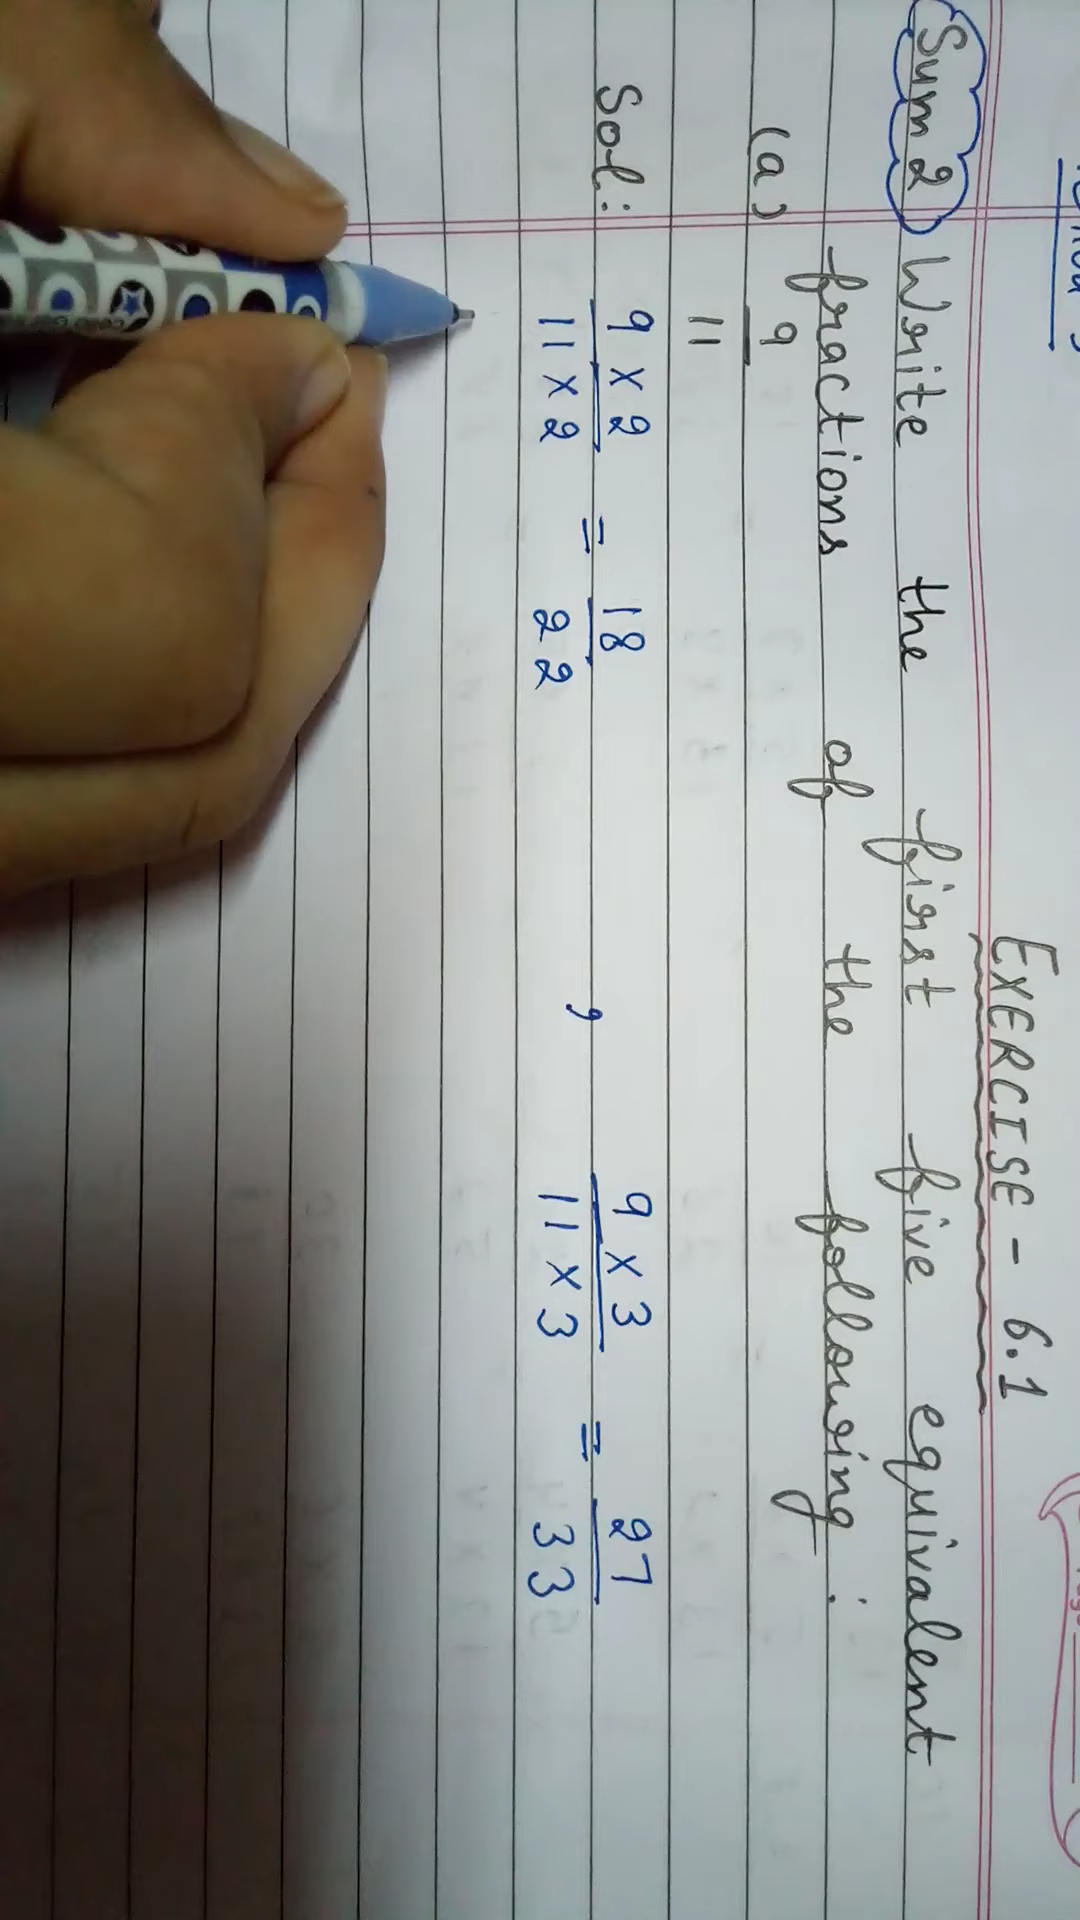 EXERCISE - 6.1
Sum 2 Write the first five equivalent
fractions of the following :
(a) 9
11
Sol: 9 × 2 = 18 , 9 × 3 = 27
11 × 2 22 11 × 3 33